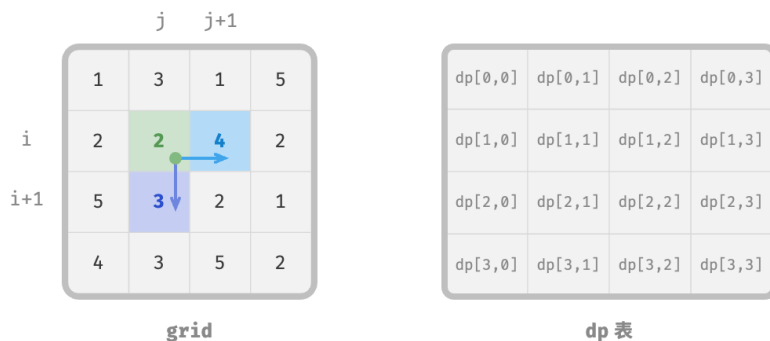 j j+1
1 3 1 5
i 2 2 4 2
i+1 5 3 2 1
4 3 5 2
grid
dp[0,0] dp[0,1] dp[0,2] dp[0,3]
dp[1,0] dp[1,1] dp[1,2] dp[1,3]
dp[2,0] dp[2,1] dp[2,2] dp[2,3]
dp[3,0] dp[3,1] dp[3,2] dp[3,3]
dp 表